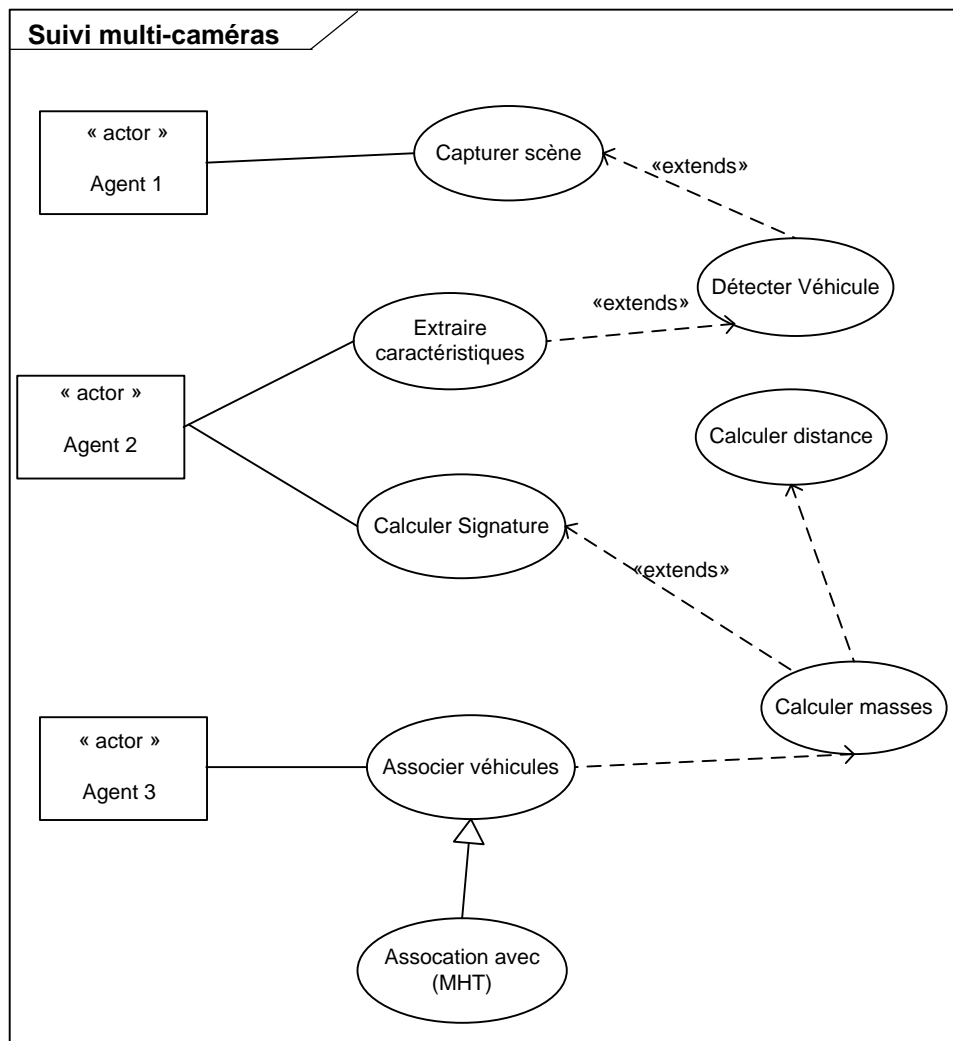 Suivi multi-caméras
« actor »
Agent 1
Capturer scène
«extends»
Détecter Véhicule
«extends»
Extraire
caractéristiques
« actor »
Agent 2
Calculer distance
Calculer Signature
«extends»
Calculer masses
« actor »
Agent 3
Associer véhicules
Assocation avec
(MHT)